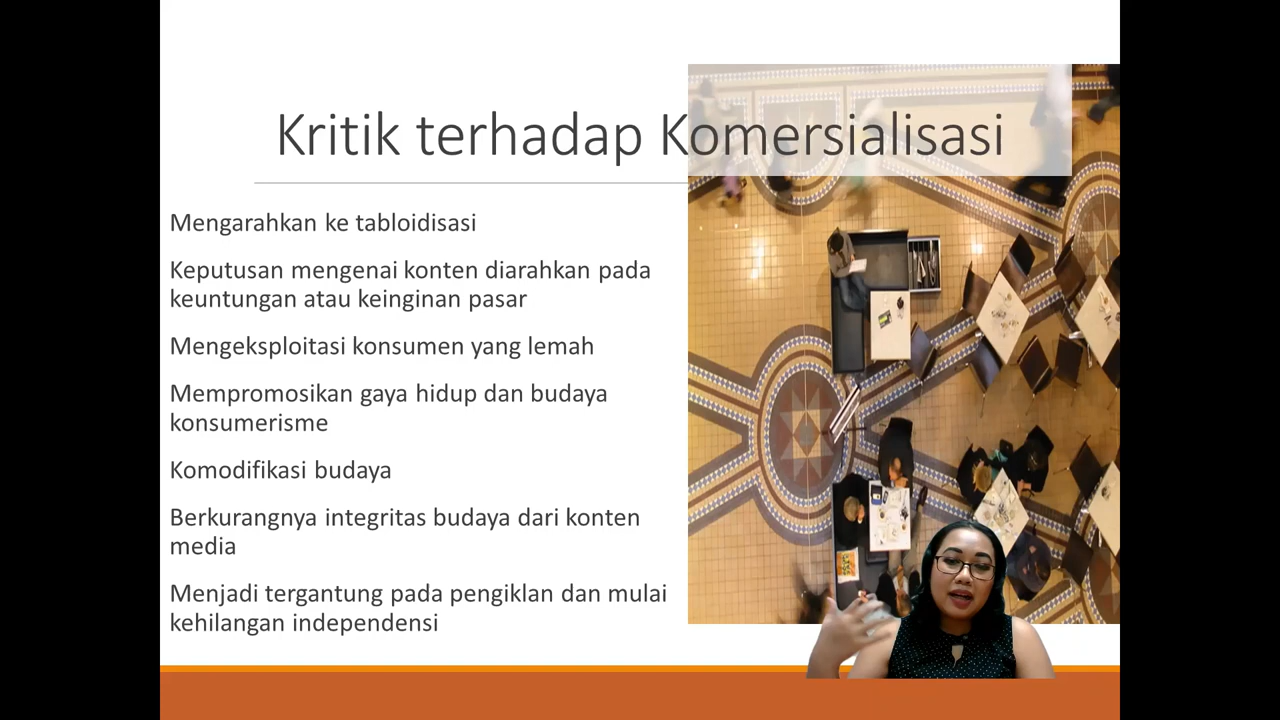 Kritik terhadap Komersialisasi
Mengarahkan ke tabloidisasi
Keputusan mengenai konten diarahkan pada
keuntungan atau keinginan pasar
Mengeksploitasi konsumen yang lemah
Mempromosikan gaya hidup dan budaya
konsumerisme
Komodifikasi budaya
Berkurangnya integritas budaya dari konten
media
Menjadi tergantung pada pengiklan dan mulai
kehilangan independensi